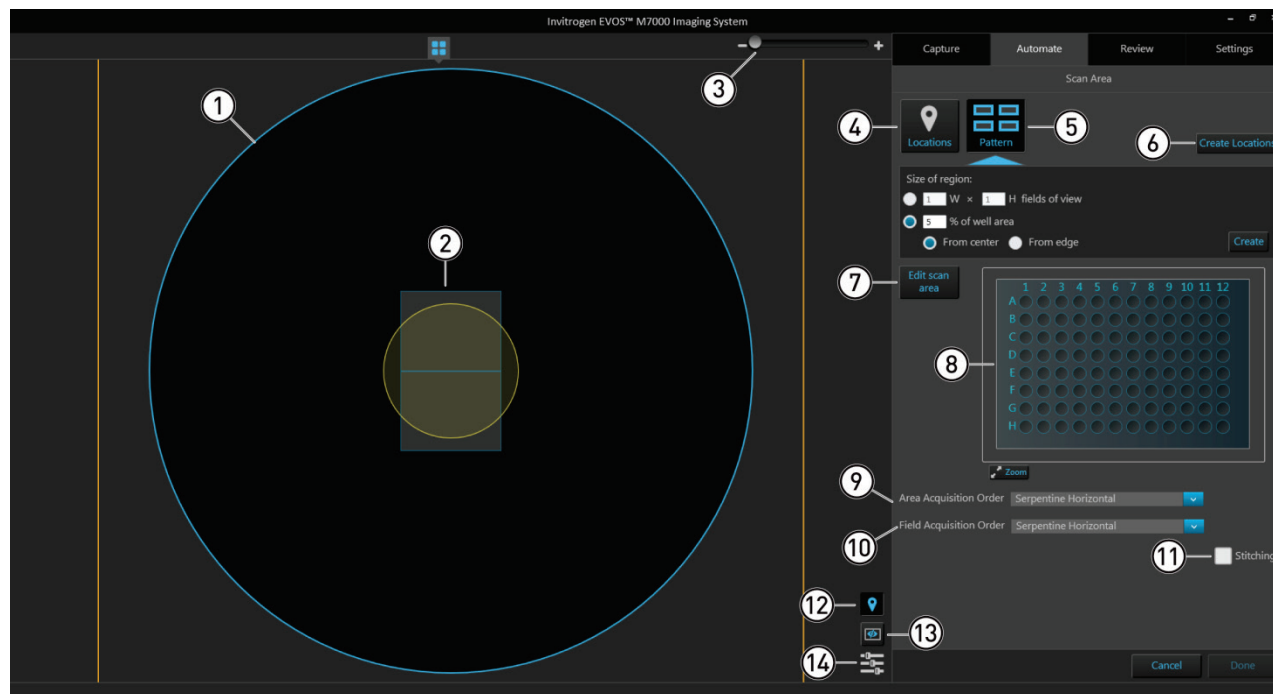 Invitrogen EVOS™ M7000 Imaging System
Capture Automate Review Settings
Scan Area
1
2
3
4
5
6
Locations
Pattern
Create Locations
Size of region:
1 W × 1 H fields of view
5 % of well area
From center From edge
Create
7
Edit scan
area
8
1 2 3 4 5 6 7 8 9 10 11 12
A
B
C
D
E
F
G
H
Zoom
9
Area Acquisition Order Serpentine Horizontal
10
Field Acquisition Order Serpentine Horizontal
11
Stitching
12
13
14
Cancel Done